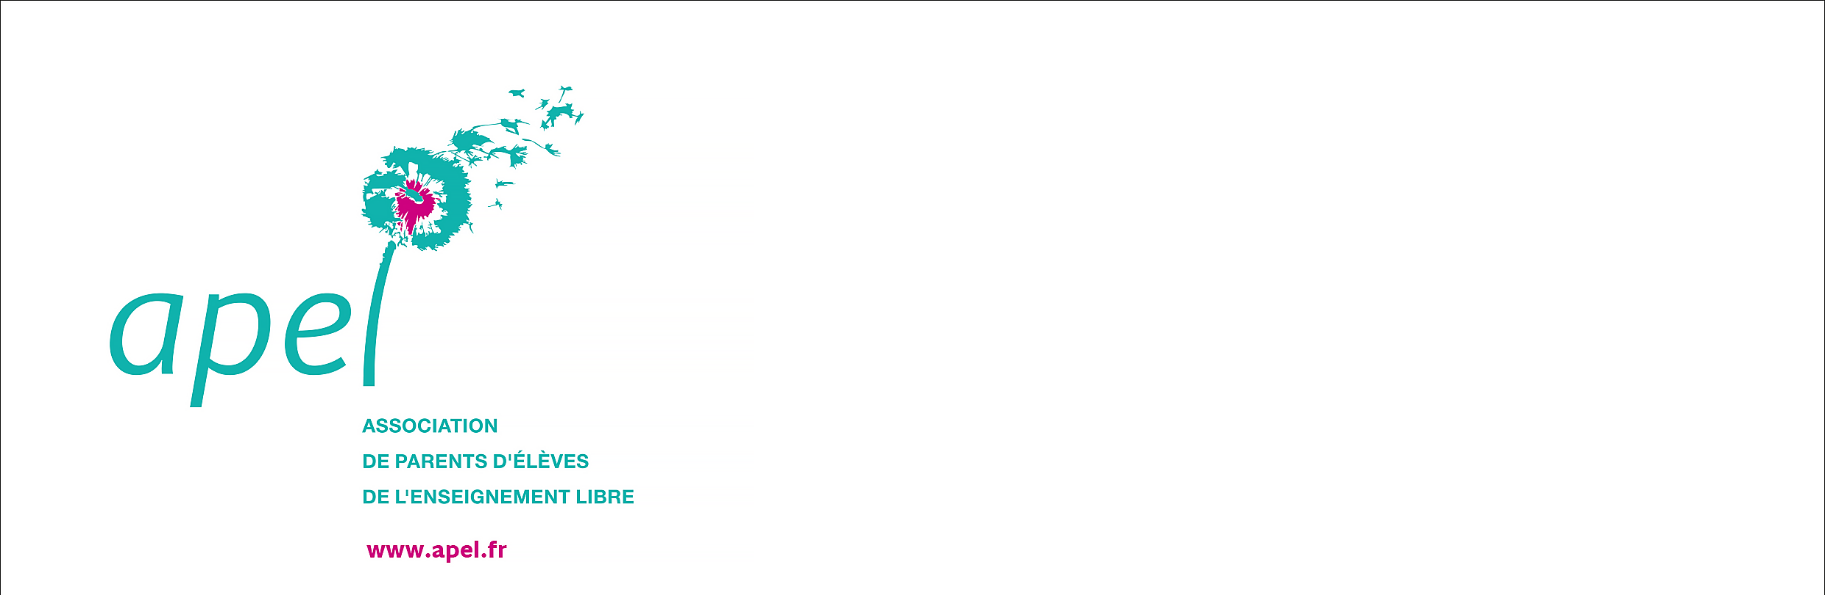 apel
ASSOCIATION
DE PARENTS D'ÉLÈVES
DE L'ENSEIGNEMENT LIBRE
www.apel.fr